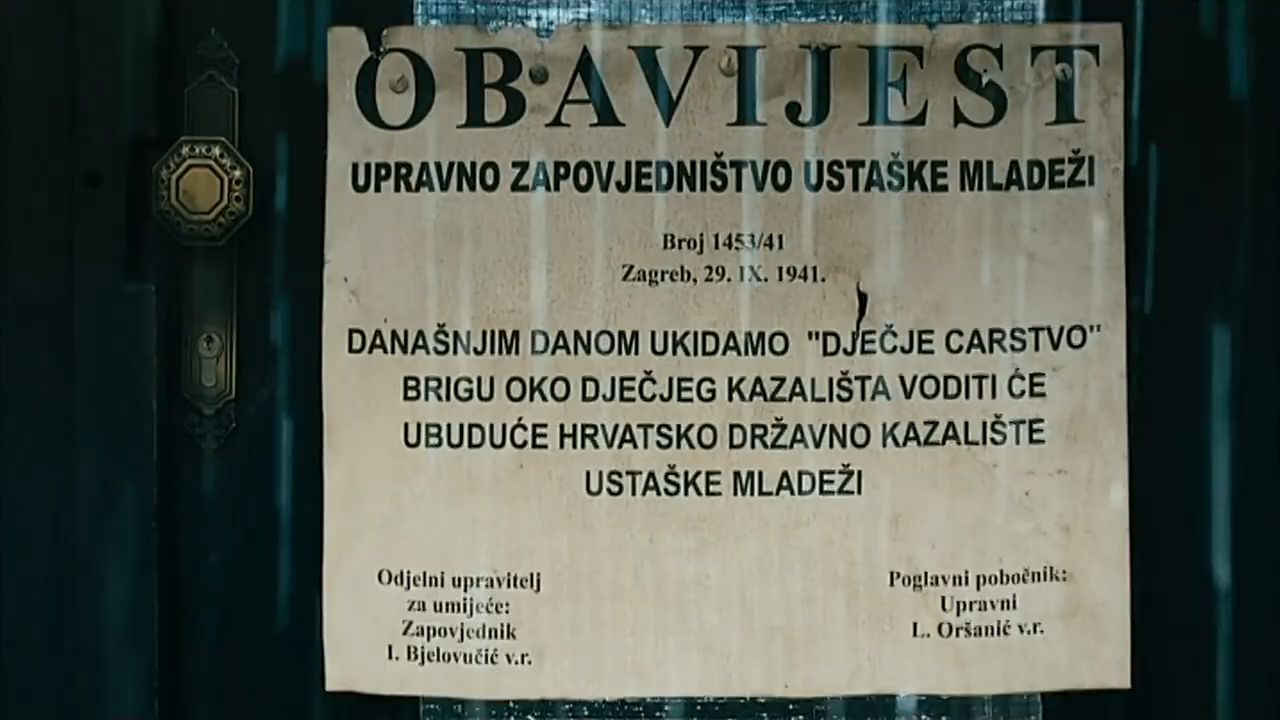 OBAVIJEST
UPRAVNO ZAPOVJEDNIŠTVO USTAŠKE MLADEŽI
Broj 1453/41
Zagreb, 29. IX. 1941.
DANAŠNJIM DANOM UKIDAMO "DJEČJE CARSTVO"
BRIGU OKO DJEČJEG KAZALIŠTA VODITI ĆE
UBUDUĆE HRVATSKO DRŽAVNO KAZALIŠTE
USTAŠKE MLADEŽI
Odjelni upravitelj
za umijeće:
Zapovjednik
I. Bjelovučić v.r.
Poglavni pobočnik:
Upravni
L. Oršanić v.r.